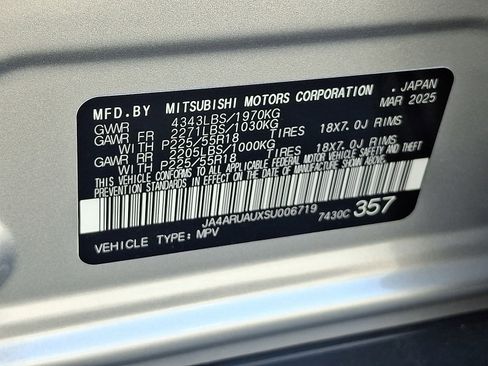 MFD.BY MITSUBISHI MOTORS CORPORATION . JAPAN
GVWR 4343LBS/1970KG MAR 2025
GAWR FR 2271LBS/1030KG
WITH P225/55R18 TIRES 18X7.0J RIMS
GAWR RR 2205LBS/1000KG
WITH P225/55R18 TIRES 18X7.0J RIMS
THIS VEHICLE CONFORMS TO ALL APPLICABLE FEDERAL MOTOR VEHICLE SAFETY AND THEFT
PREVENTION STANDARDS IN EFFECT ON THE DATE OF MANUFACTURE SHOWN ABOVE.
JA4ARUAUXSU006719 7430C 357
VEHICLE TYPE: MPV